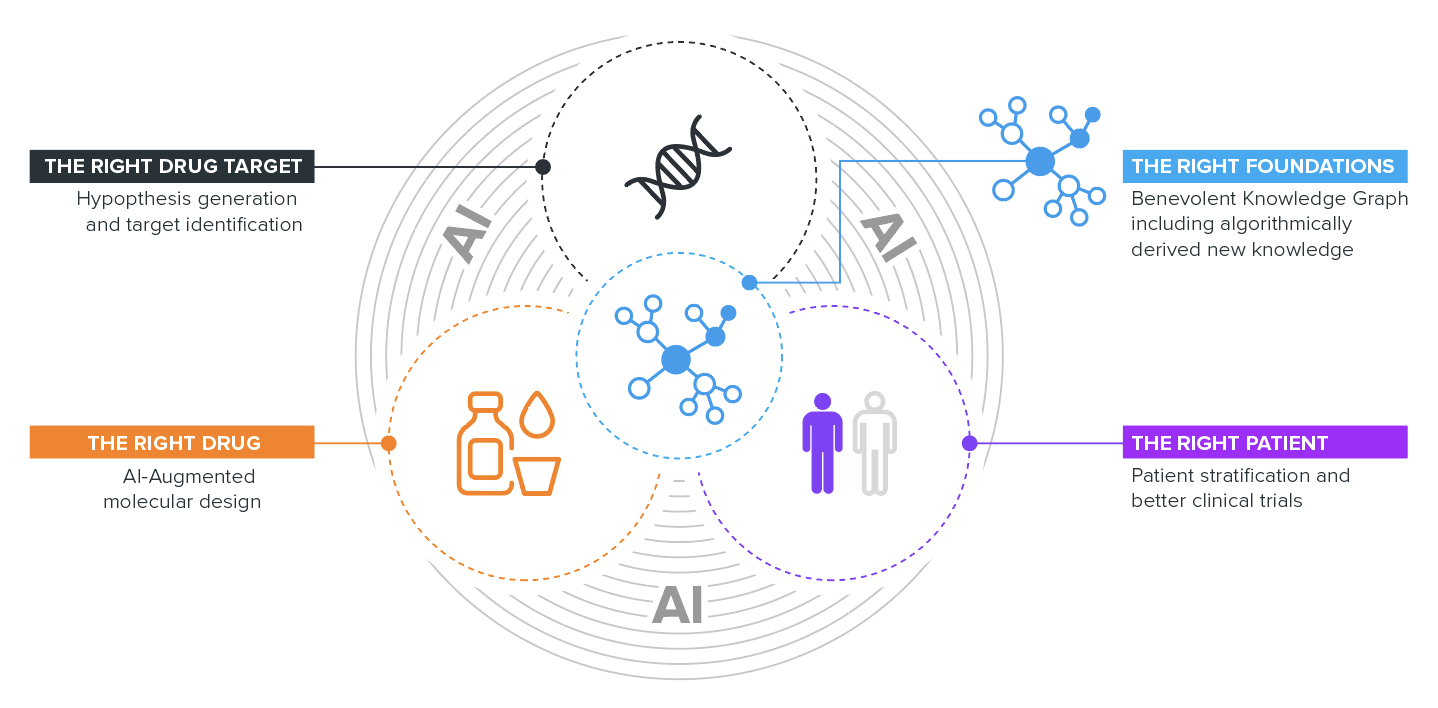 THE RIGHT DRUG TARGET
Hypopthesis generation
and target identification
THE RIGHT FOUNDATIONS
Benevolent Knowledge Graph
including algorithmically
derived new knowledge
AI
AI
THE RIGHT DRUG
AI-Augmented
molecular design
THE RIGHT PATIENT
Patient stratification and
better clinical trials
AI